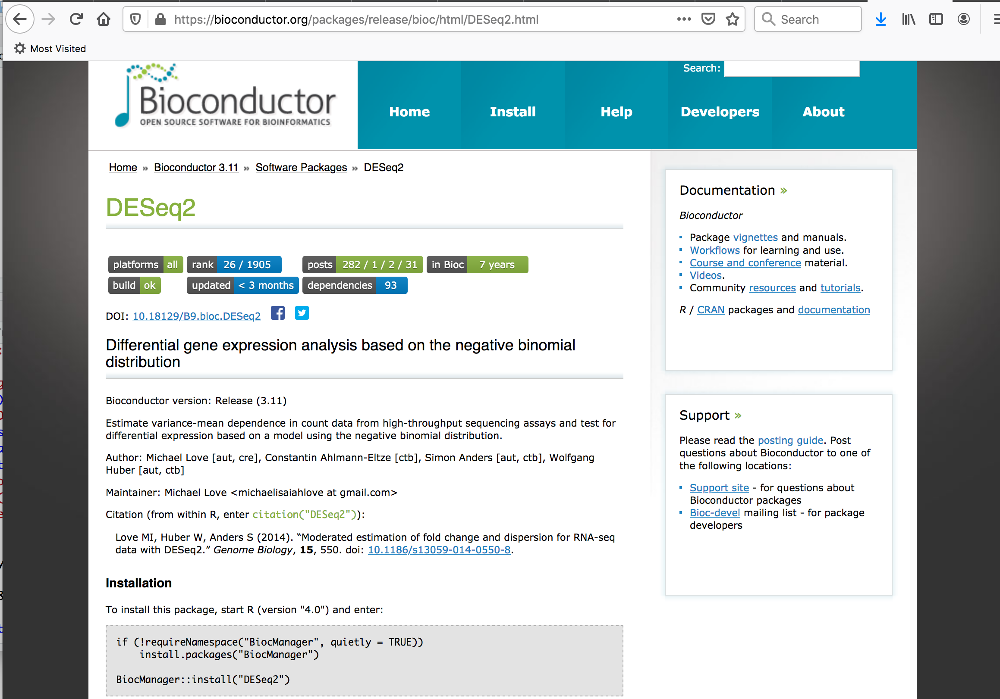 https://bioconductor.org/packages/release/bioc/html/DESeq2.html
Search
Most Visited
Bioconductor
OPEN SOURCE SOFTWARE FOR BIOINFORMATICS
Search:
Home Install Help Developers About
Home » Bioconductor 3.11 » Software Packages » DESeq2
DESeq2
platforms all rank 26 / 1905 posts 282 / 1 / 2 / 31 in Bioc 7 years
build ok updated < 3 months dependencies 93
DOI: 10.18129/B9.bioc.DESeq2
Differential gene expression analysis based on the negative binomial
distribution
Bioconductor version: Release (3.11)
Estimate variance-mean dependence in count data from high-throughput sequencing assays and test for
differential expression based on a model using the negative binomial distribution.
Author: Michael Love [aut, cre], Constantin Ahlmann-Eltze [ctb], Simon Anders [aut, ctb], Wolfgang
Huber [aut, ctb]
Maintainer: Michael Love <michaelisaiahlove at gmail.com>
Citation (from within R, enter citation("DESeq2")):
Love MI, Huber W, Anders S (2014). “Moderated estimation of fold change and dispersion for RNA-seq
data with DESeq2.” Genome Biology, 15, 550. doi: 10.1186/s13059-014-0550-8.
Installation
To install this package, start R (version "4.0") and enter:
if (!requireNamespace("BiocManager", quietly = TRUE))
    install.packages("BiocManager")
BiocManager::install("DESeq2")
Documentation »
Bioconductor
Package vignettes and manuals.
Workflows for learning and use.
Course and conference material.
Videos.
Community resources and tutorials.
R / CRAN packages and documentation
Support »
Please read the posting guide. Post
questions about Bioconductor to one of
the following locations:
Support site - for questions about
Bioconductor packages
Bioc-devel mailing list - for package
developers